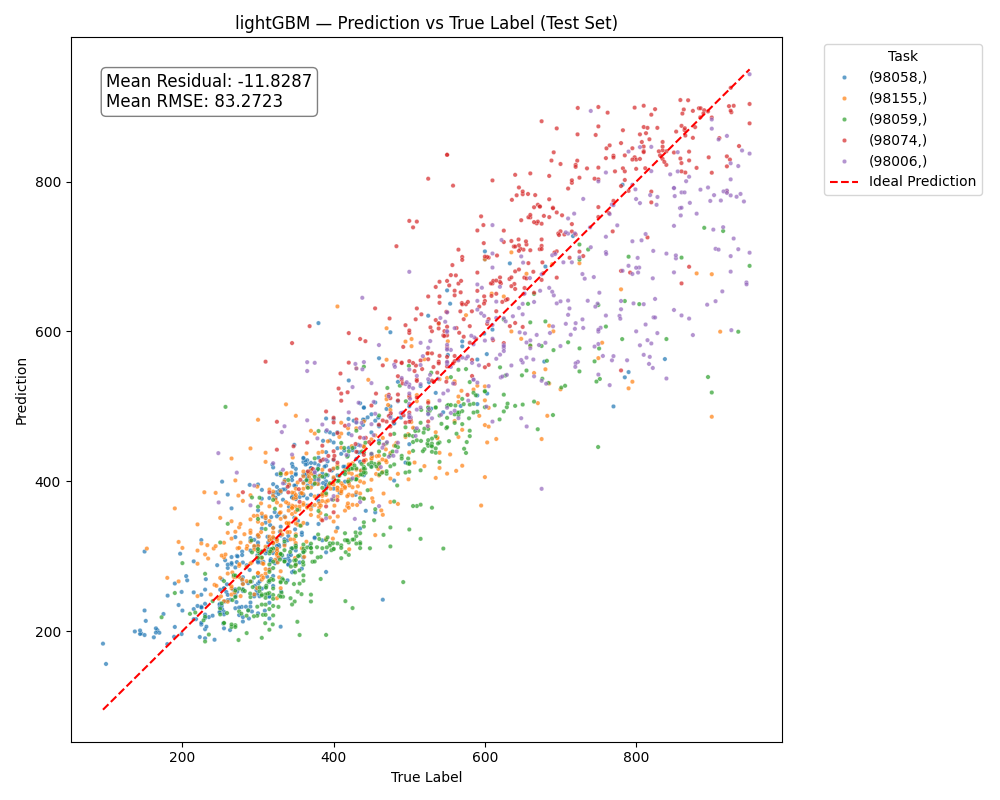 lightGBM — Prediction vs True Label (Test Set)
Mean Residual: -11.8287
Mean RMSE: 83.2723
Task
(98058,)
(98155,)
(98059,)
(98074,)
(98006,)
Ideal Prediction
Prediction
800
600
400
200
200 400 600 800
True Label